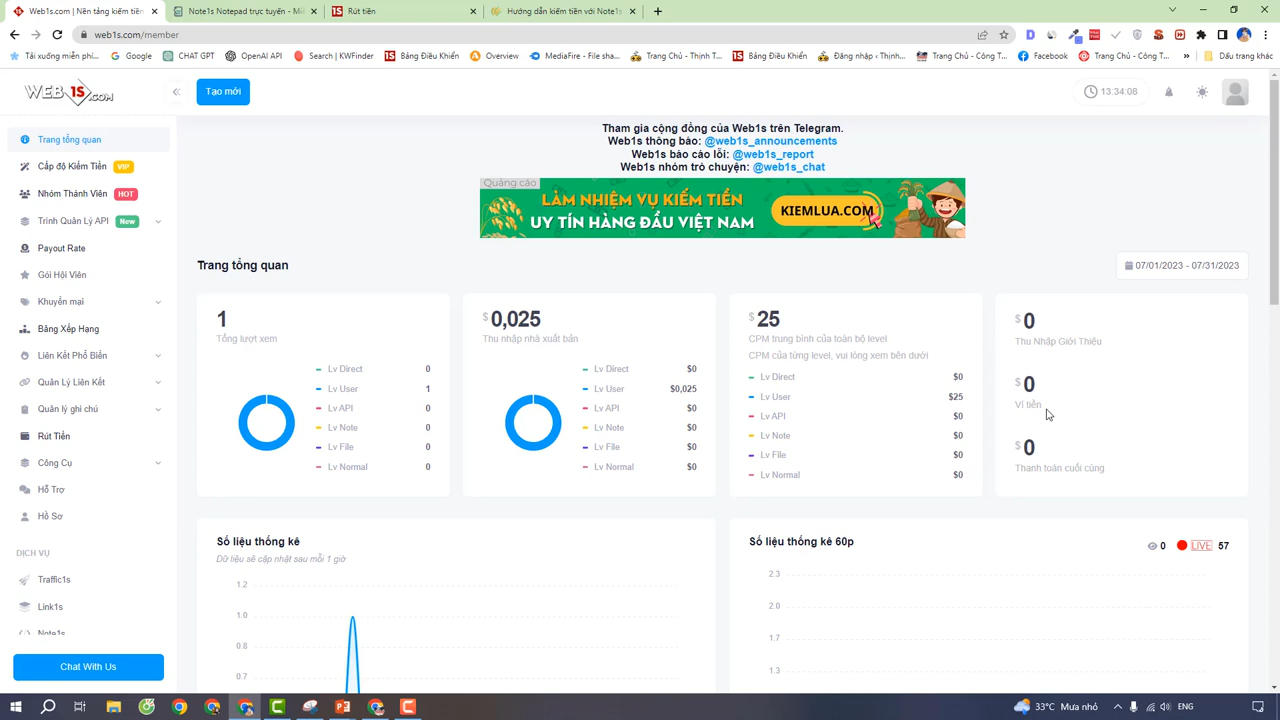 Web1s.com | Nền tảng kiếm tiền
Note1s Notepad trực tuyến - M
Rút tiền
Hướng dẫn kiếm tiền với Note1s
web1s.com/member
Tải xuống miễn phí
Google
CHAT GPT
OpenAI API
Search | KWFinder
Bảng Điều Khiển
Overview
MediaFire - File sha...
Trang Chủ - Thịnh T...
Bảng Điều Khiển
Đăng nhập ‹ Thịnh...
Trang Chủ - Công T...
Facebook
Trang Chủ - Công T...
»
Dấu trang khác
WEB 1S .COM
Tạo mới
13:34:08
Tham gia cộng đồng của Web1s trên Telegram.
Web1s thông báo: @web1s_announcements
Web1s báo cáo lỗi: @web1s_report
Web1s nhóm trò chuyện: @web1s_chat
Quảng cáo
LÀM NHIỆM VỤ KIẾM TIỀN
UY TÍN HÀNG ĐẦU VIỆT NAM
KIEMLUA.COM
Trang tổng quan
Cấp độ Kiếm Tiền VIP
Nhóm Thành Viên HOT
Trình Quản Lý API New
Payout Rate
Gói Hội Viên
Khuyến mại
Bảng Xếp Hạng
Liên Kết Phổ Biến
Quản Lý Liên Kết
Quản lý ghi chú
Rút Tiền
Công Cụ
Hỗ Trợ
Hồ Sơ
DỊCH VỤ
Traffic1s
Link1s
Note1s
Chat With Us
Trang tổng quan
07/01/2023 - 07/31/2023
1
Tổng lượt xem
Lv Direct 0
Lv User 1
Lv API 0
Lv Note 0
Lv File 0
Lv Normal 0
$ 0,025
Thu nhập nhà xuất bản
Lv Direct $0
Lv User $0,025
Lv API $0
Lv Note $0
Lv File $0
Lv Normal $0
$ 25
CPM trung bình của toàn bộ level
CPM của từng level, vui lòng xem bên dưới
Lv Direct $0
Lv User $25
Lv API $0
Lv Note $0
Lv File $0
Lv Normal $0
$ 0
Thu Nhập Giới Thiệu
$ 0
Ví tiền
$ 0
Thanh toán cuối cùng
Số liệu thống kê
Dữ liệu sẽ cập nhật sau mỗi 1 giờ
1.2
1.0
0.8
0.7
Số liệu thống kê 60p
0 LIVE 57
2.3
2.0
1.7
1.3
33°C Mưa nhỏ
ENG